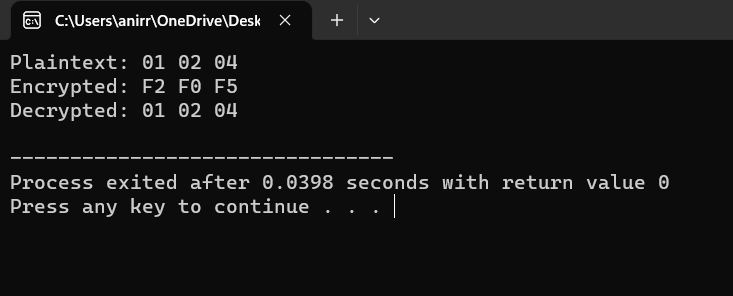 C:\Users\anirr\OneDrive\Desk
Plaintext: 01 02 04
Encrypted: F2 F0 F5
Decrypted: 01 02 04
--------------------------------
Process exited after 0.0398 seconds with return value 0
Press any key to continue . . .